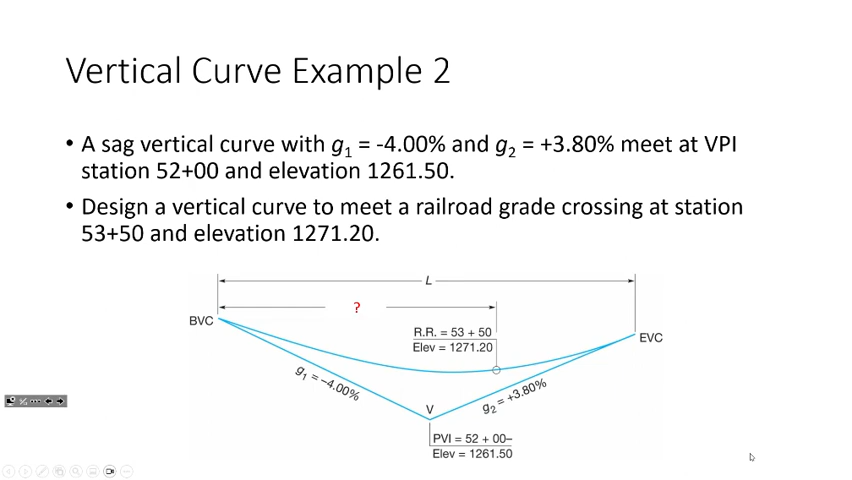 Vertical Curve Example 2
• A sag vertical curve with g1 = -4.00% and g2 = +3.80% meet at VPI
station 52+00 and elevation 1261.50.
• Design a vertical curve to meet a railroad grade crossing at station
53+50 and elevation 1271.20.
L
?
BVC
R.R. = 53 + 50
Elev = 1271.20
EVC
g1 = –4.00%
V
g2 = +3.80%
PVI = 52 + 00–
Elev = 1261.50